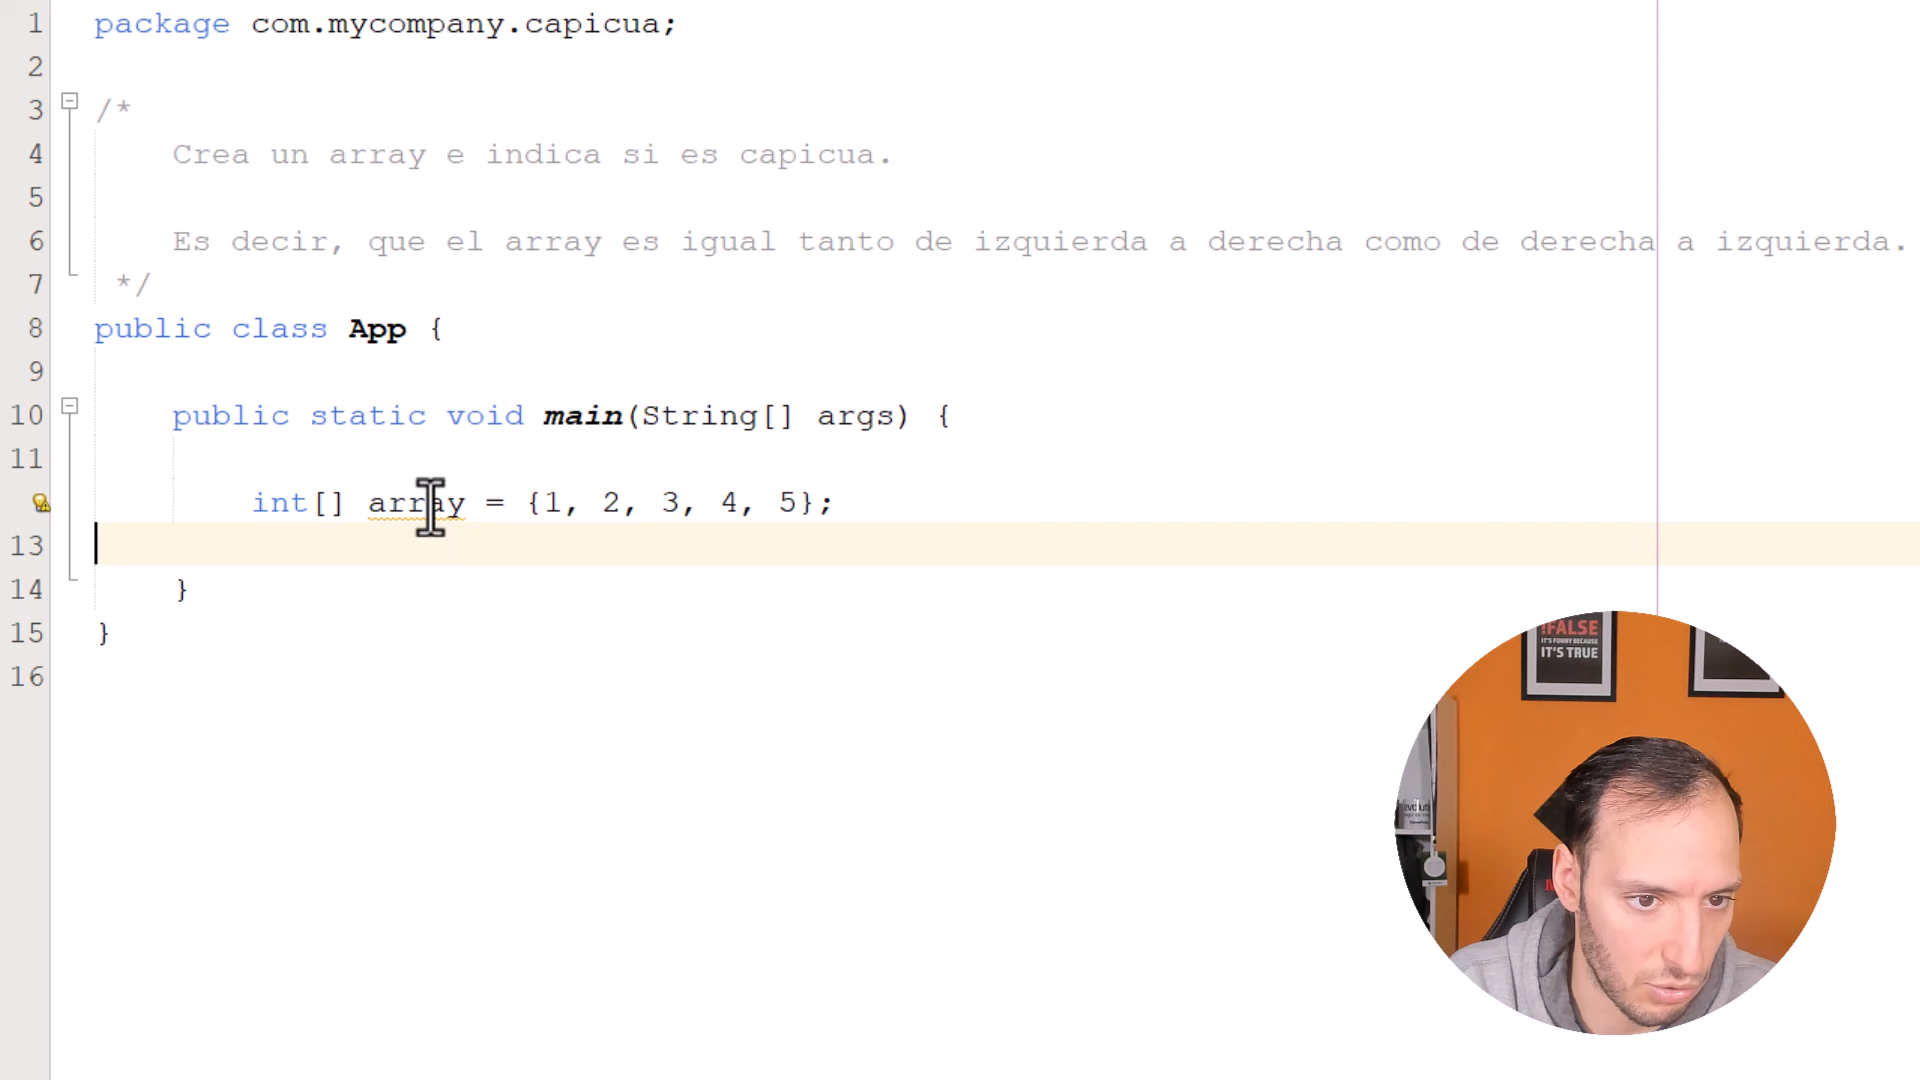 1 package com.mycompany.capicua;
2
3 /*
4 Crea un array e indica si es capicua.
5
6 Es decir, que el array es igual tanto de izquierda a derecha como de derecha a izquierda.
7 */
8 public class App {
9
10 public static void main(String[] args) {
11
int[] array = {1, 2, 3, 4, 5};
13
14 }
15 }
16
!FALSE
IT'S FUNNY BECAUSE
IT'S TRUE